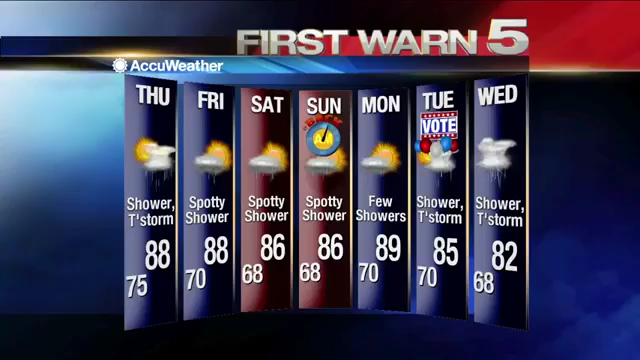 FIRST WARN 5
AccuWeather
THU
Shower,
T'storm
88
75
FRI
Spotty
Shower
88
70
SAT
Spotty
Shower
86
68
SUN
BACK
Spotty
Shower
86
68
MON
Few
Showers
89
70
TUE
VOTE
Shower,
T'storm
85
70
WED
Shower,
T'storm
82
68